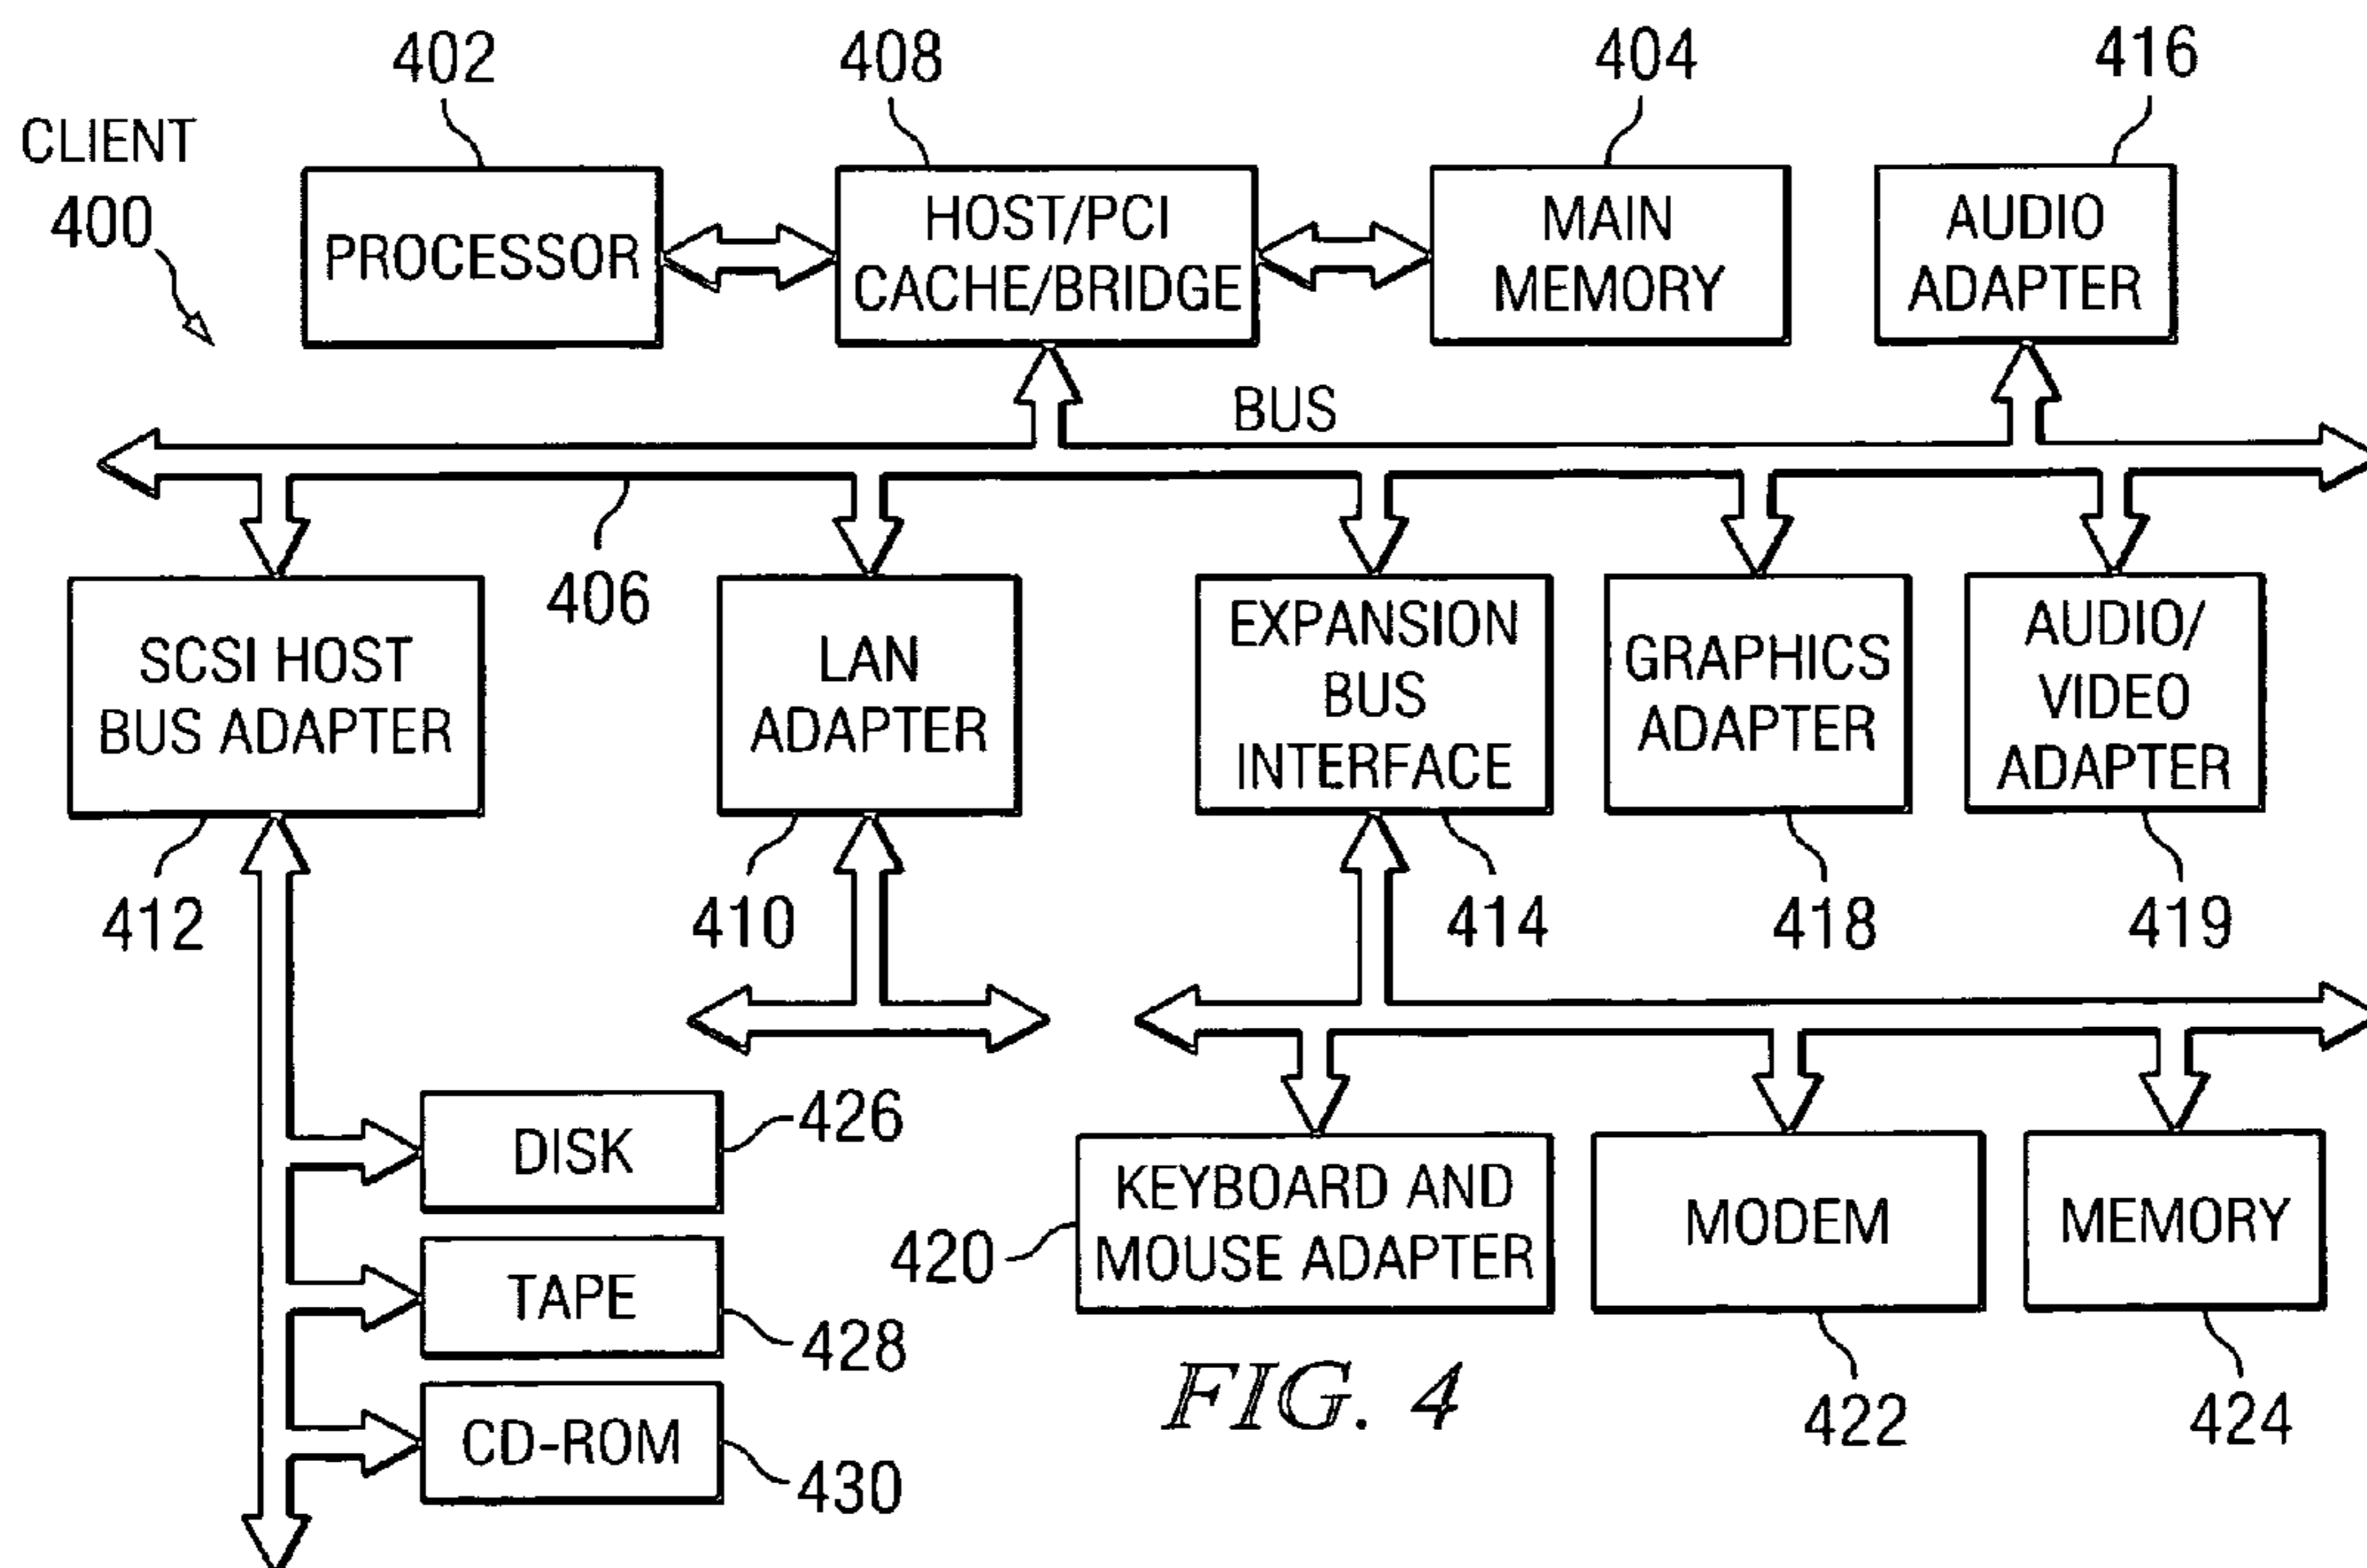 402
408
404
416
CLIENT
400
PROCESSOR
HOST/PCI
CACHE/BRIDGE
MAIN
MEMORY
AUDIO
ADAPTER
BUS
406
SCSI HOST
BUS ADAPTER
LAN
ADAPTER
EXPANSION
BUS
INTERFACE
GRAPHICS
ADAPTER
AUDIO/
VIDEO
ADAPTER
412
410
414
418
419
DISK
426
TAPE
428
CD-ROM
430
420
KEYBOARD AND
MOUSE ADAPTER
MODEM
MEMORY
422
424
FIG. 4